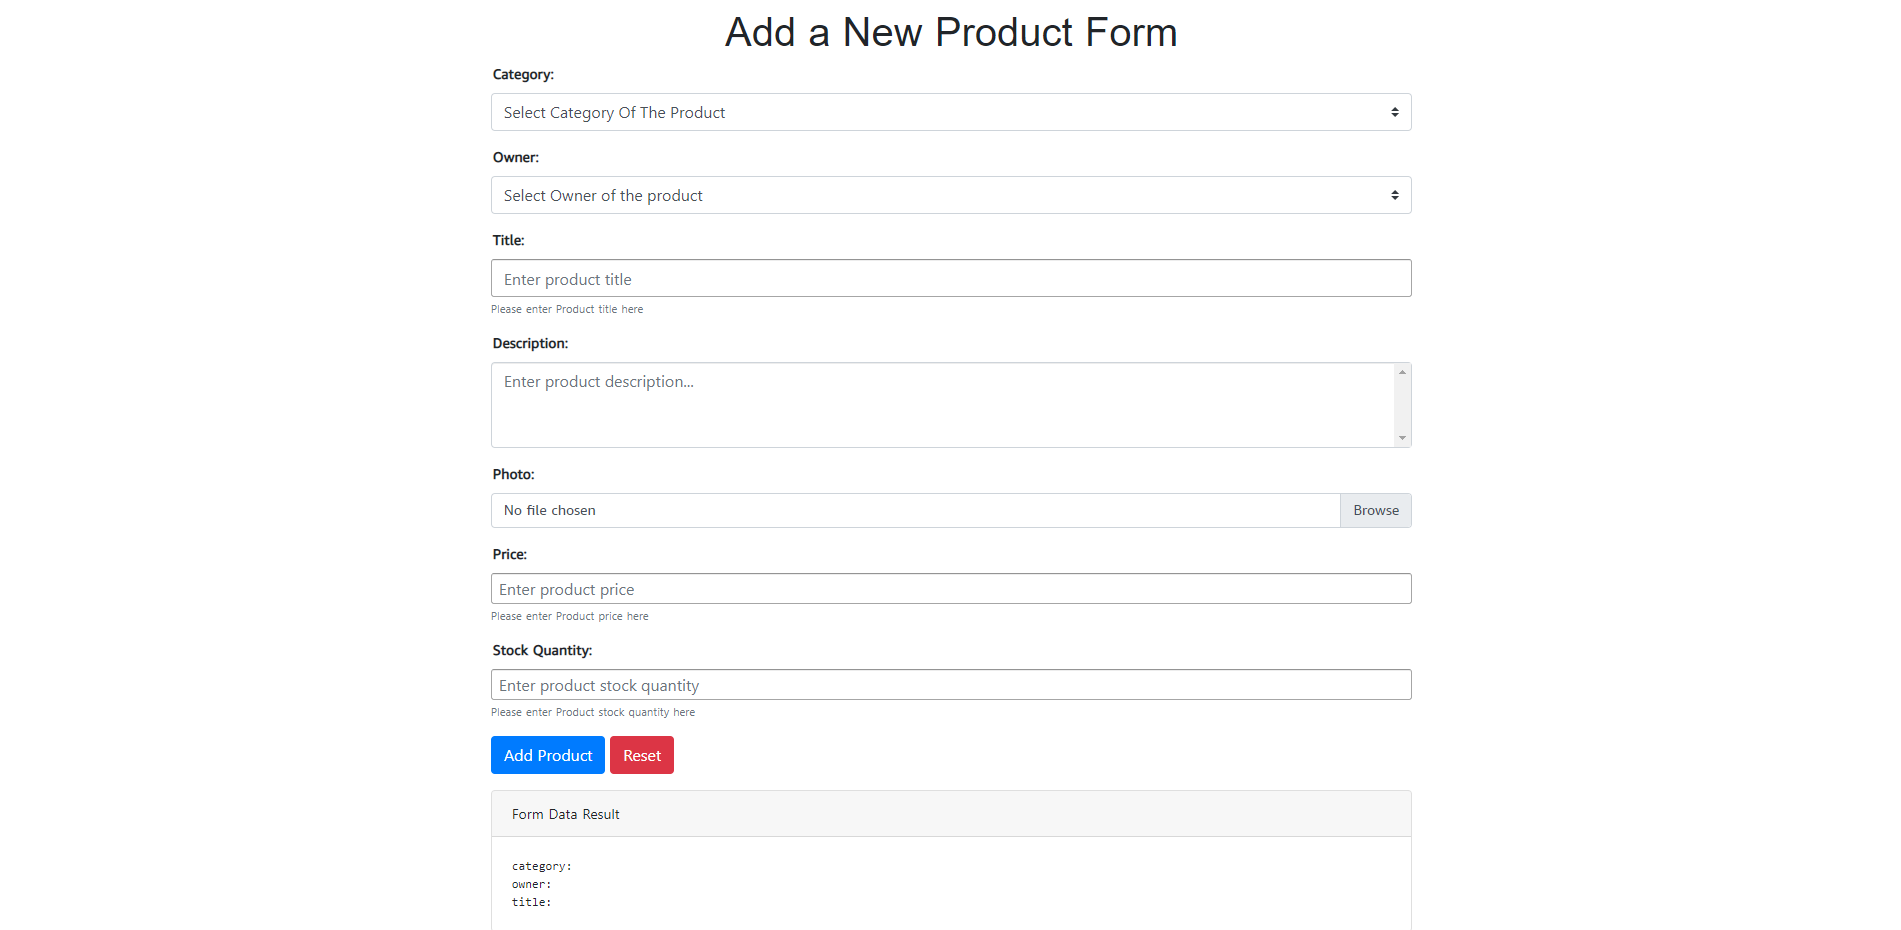 Add a New Product Form
Category:
Select Category Of The Product
Owner:
Select Owner of the product
Title:
Enter product title
Please enter Product title here
Description:
Enter product description...
Photo:
No file chosen
Browse
Price:
Enter product price
Please enter Product price here
Stock Quantity:
Enter product stock quantity
Please enter Product stock quantity here
Add Product Reset
Form Data Result
category:
owner:
title: